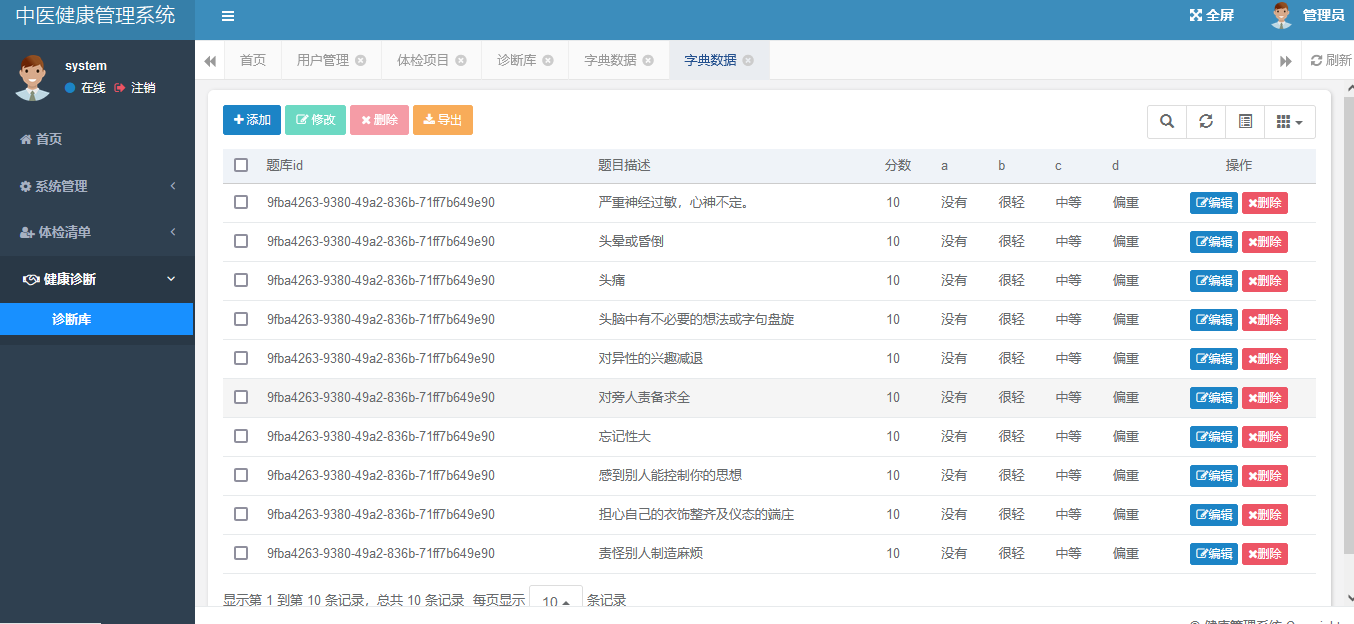 中医健康管理系统
全屏 管理员
system
在线 注销
首页 用户管理 体检项目 诊断库 字典数据 字典数据 刷新
首页
系统管理
体检清单
健康诊断
诊断库
添加 修改 删除 导出
题库id 题目描述 分数 a b c d 操作
9fba4263-9380-49a2-836b-71ff7b649e90 严重神经过敏，心神不定。 10 没有 很轻 中等 偏重 编辑 删除
9fba4263-9380-49a2-836b-71ff7b649e90 头晕或昏倒 10 没有 很轻 中等 偏重 编辑 删除
9fba4263-9380-49a2-836b-71ff7b649e90 头痛 10 没有 很轻 中等 偏重 编辑 删除
9fba4263-9380-49a2-836b-71ff7b649e90 头脑中有不必要的想法或字句盘旋 10 没有 很轻 中等 偏重 编辑 删除
9fba4263-9380-49a2-836b-71ff7b649e90 对异性的兴趣减退 10 没有 很轻 中等 偏重 编辑 删除
9fba4263-9380-49a2-836b-71ff7b649e90 对旁人责备求全 10 没有 很轻 中等 偏重 编辑 删除
9fba4263-9380-49a2-836b-71ff7b649e90 忘记性大 10 没有 很轻 中等 偏重 编辑 删除
9fba4263-9380-49a2-836b-71ff7b649e90 感到别人能控制你的思想 10 没有 很轻 中等 偏重 编辑 删除
9fba4263-9380-49a2-836b-71ff7b649e90 担心自己的衣饰整齐及仪态的端庄 10 没有 很轻 中等 偏重 编辑 删除
9fba4263-9380-49a2-836b-71ff7b649e90 责怪别人制造麻烦 10 没有 很轻 中等 偏重 编辑 删除
显示第 1 到第 10 条记录，总共 10 条记录 每页显示 10 条记录